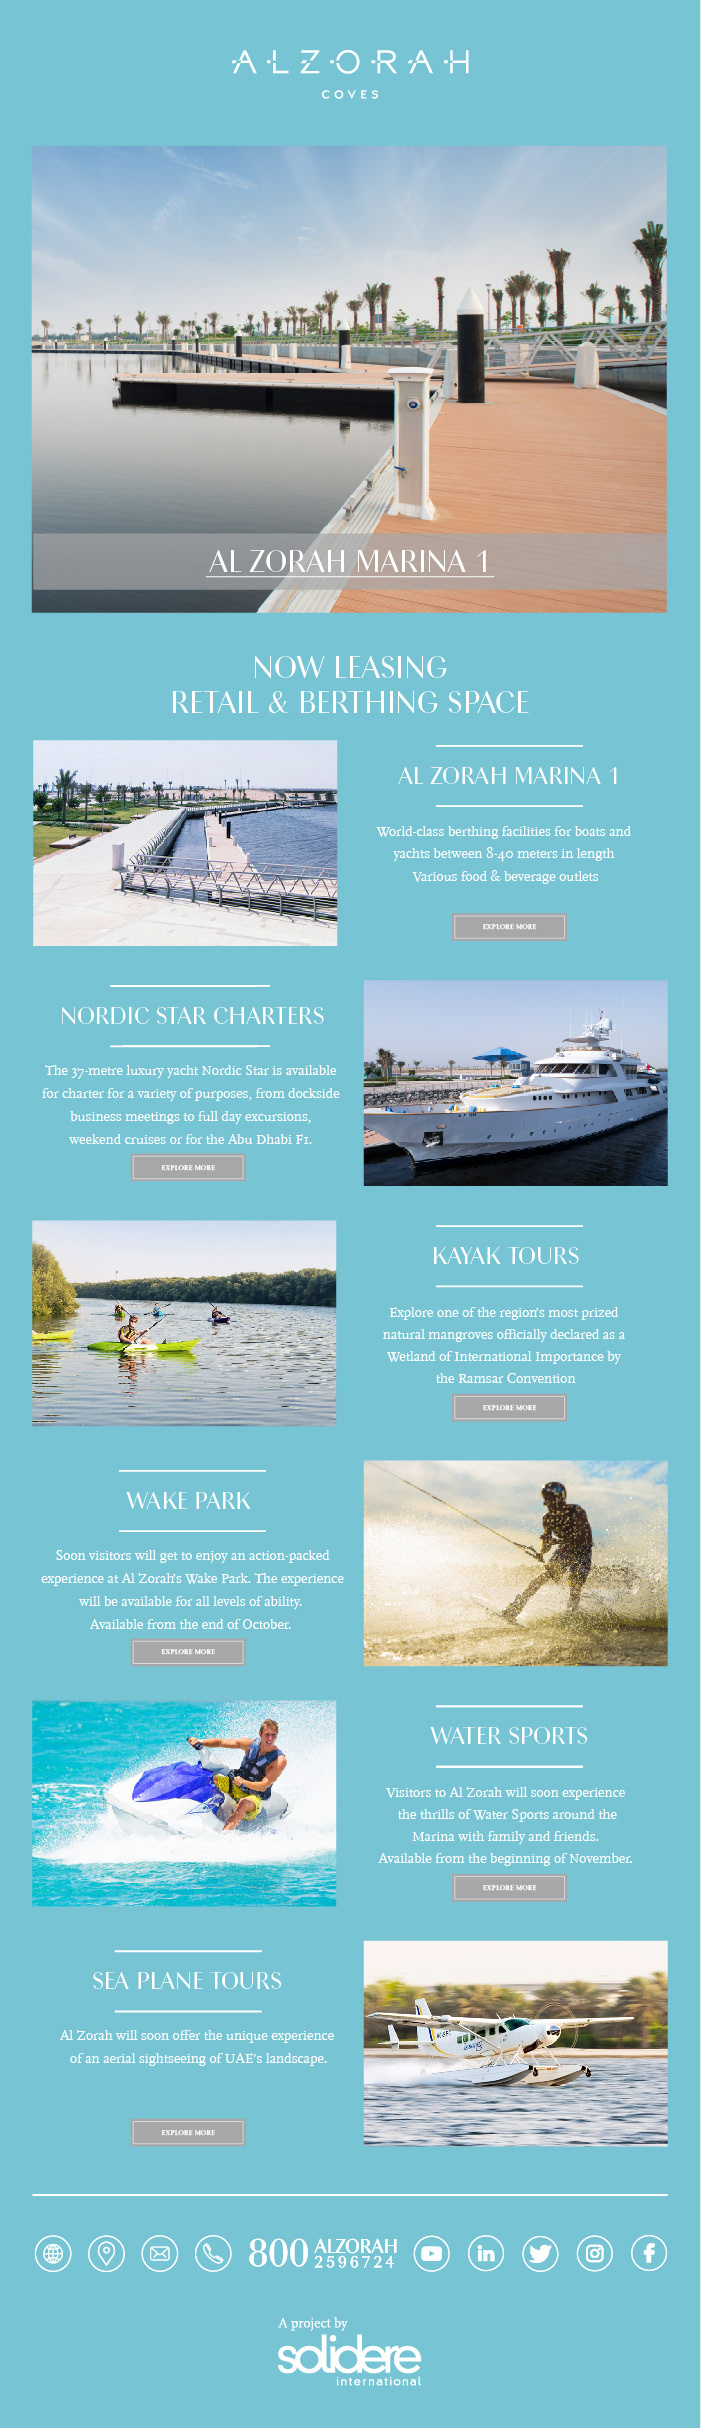 ALZORAH
COVES
AL ZORAH MARINA 1
NOW LEASING
RETAIL & BERTHING SPACE
AL ZORAH MARINA 1
World-class berthing facilities for boats and
yachts between 8-40 meters in length
Various food & beverage outlets
EXPLORE MORE
NORDIC STAR CHARTERS
The 37-metre luxury yacht Nordic Star is available
for charter for a variety of purposes, from dockside
business meetings to full day excursions,
weekend cruises or for the Abu Dhabi F1.
EXPLORE MORE
KAYAK TOURS
Explore one of the region's most prized
natural mangroves officially declared as a
Wetland of International Importance by
the Ramsar Convention
EXPLORE MORE
WAKE PARK
Soon visitors will get to enjoy an action-packed
experience at Al Zorah's Wake Park. The experience
will be available for all levels of ability.
Available from the end of October.
EXPLORE MORE
WATER SPORTS
Visitors to Al Zorah will soon experience
the thrills of Water Sports around the
Marina with family and friends.
Available from the beginning of November.
EXPLORE MORE
SEA PLANE TOURS
Al Zorah will soon offer the unique experience
of an aerial sightseeing of UAE's landscape.
EXPLORE MORE
800 ALZORAH
2596724
A project by
solidere
international